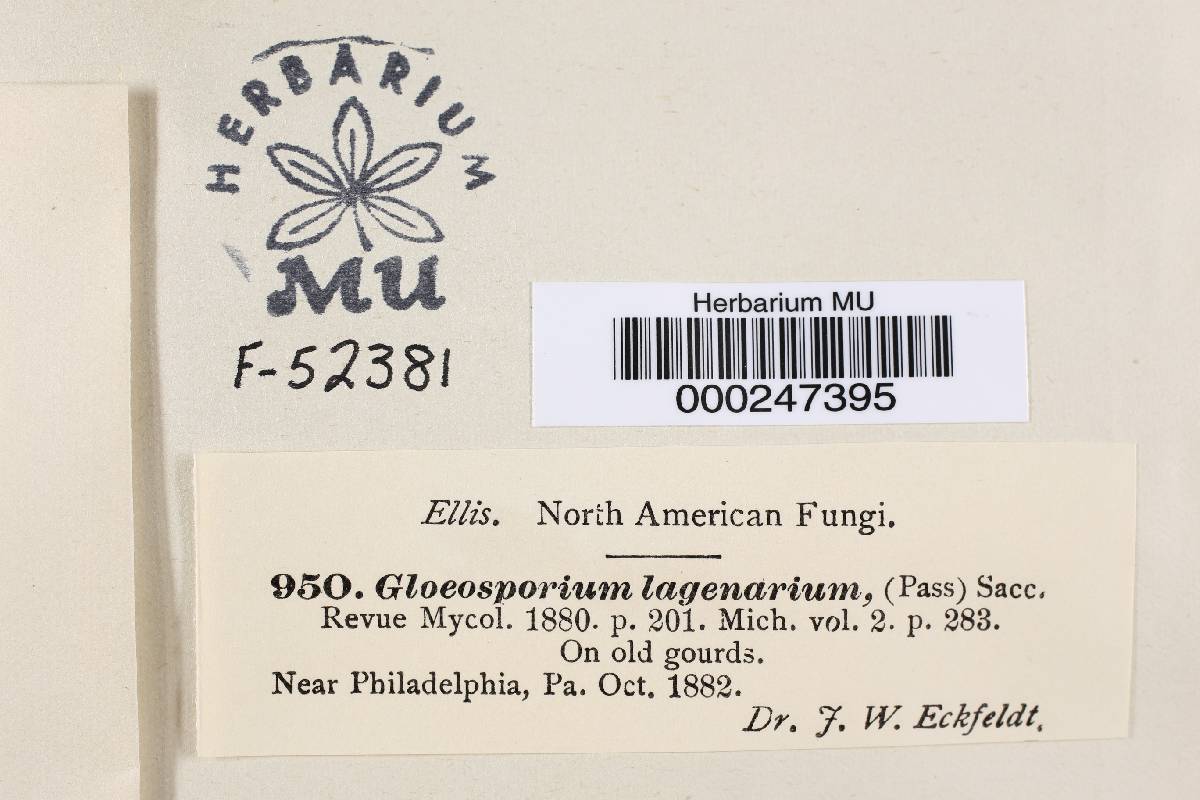 HERBARIUM
MU
F-52381
Herbarium MU
000247395
Ellis. North American Fungi.
950. Gloeosporium lagenarium, (Pass) Sacc.
Revue Mycol. 1880. p. 201. Mich. vol. 2. p. 283.
On old gourds.
Near Philadelphia, Pa. Oct. 1882.
Dr. J. W. Eckfeldt.